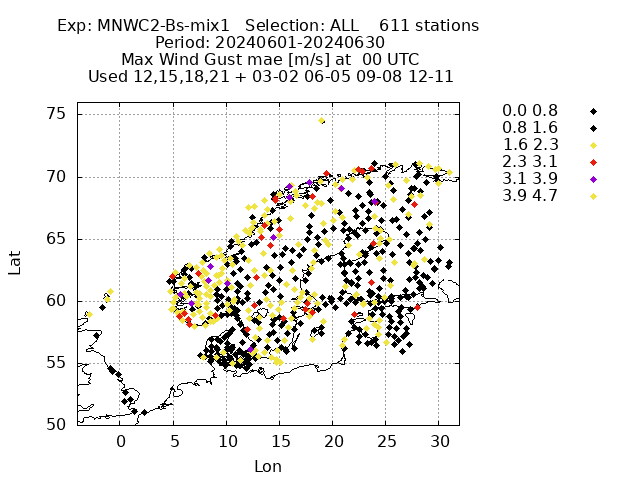 Exp: MNWC2-Bs-mix1   Selection: ALL    611 stations
Period: 20240601-20240630
Max Wind Gust mae [m/s] at  00 UTC
Used 12,15,18,21 + 03-02 06-05 09-08 12-11
0.0 0.8
0.8 1.6
1.6 2.3
2.3 3.1
3.1 3.9
3.9 4.7
75
70
65
60
55
50
Lat
0 5 10 15 20 25 30
Lon